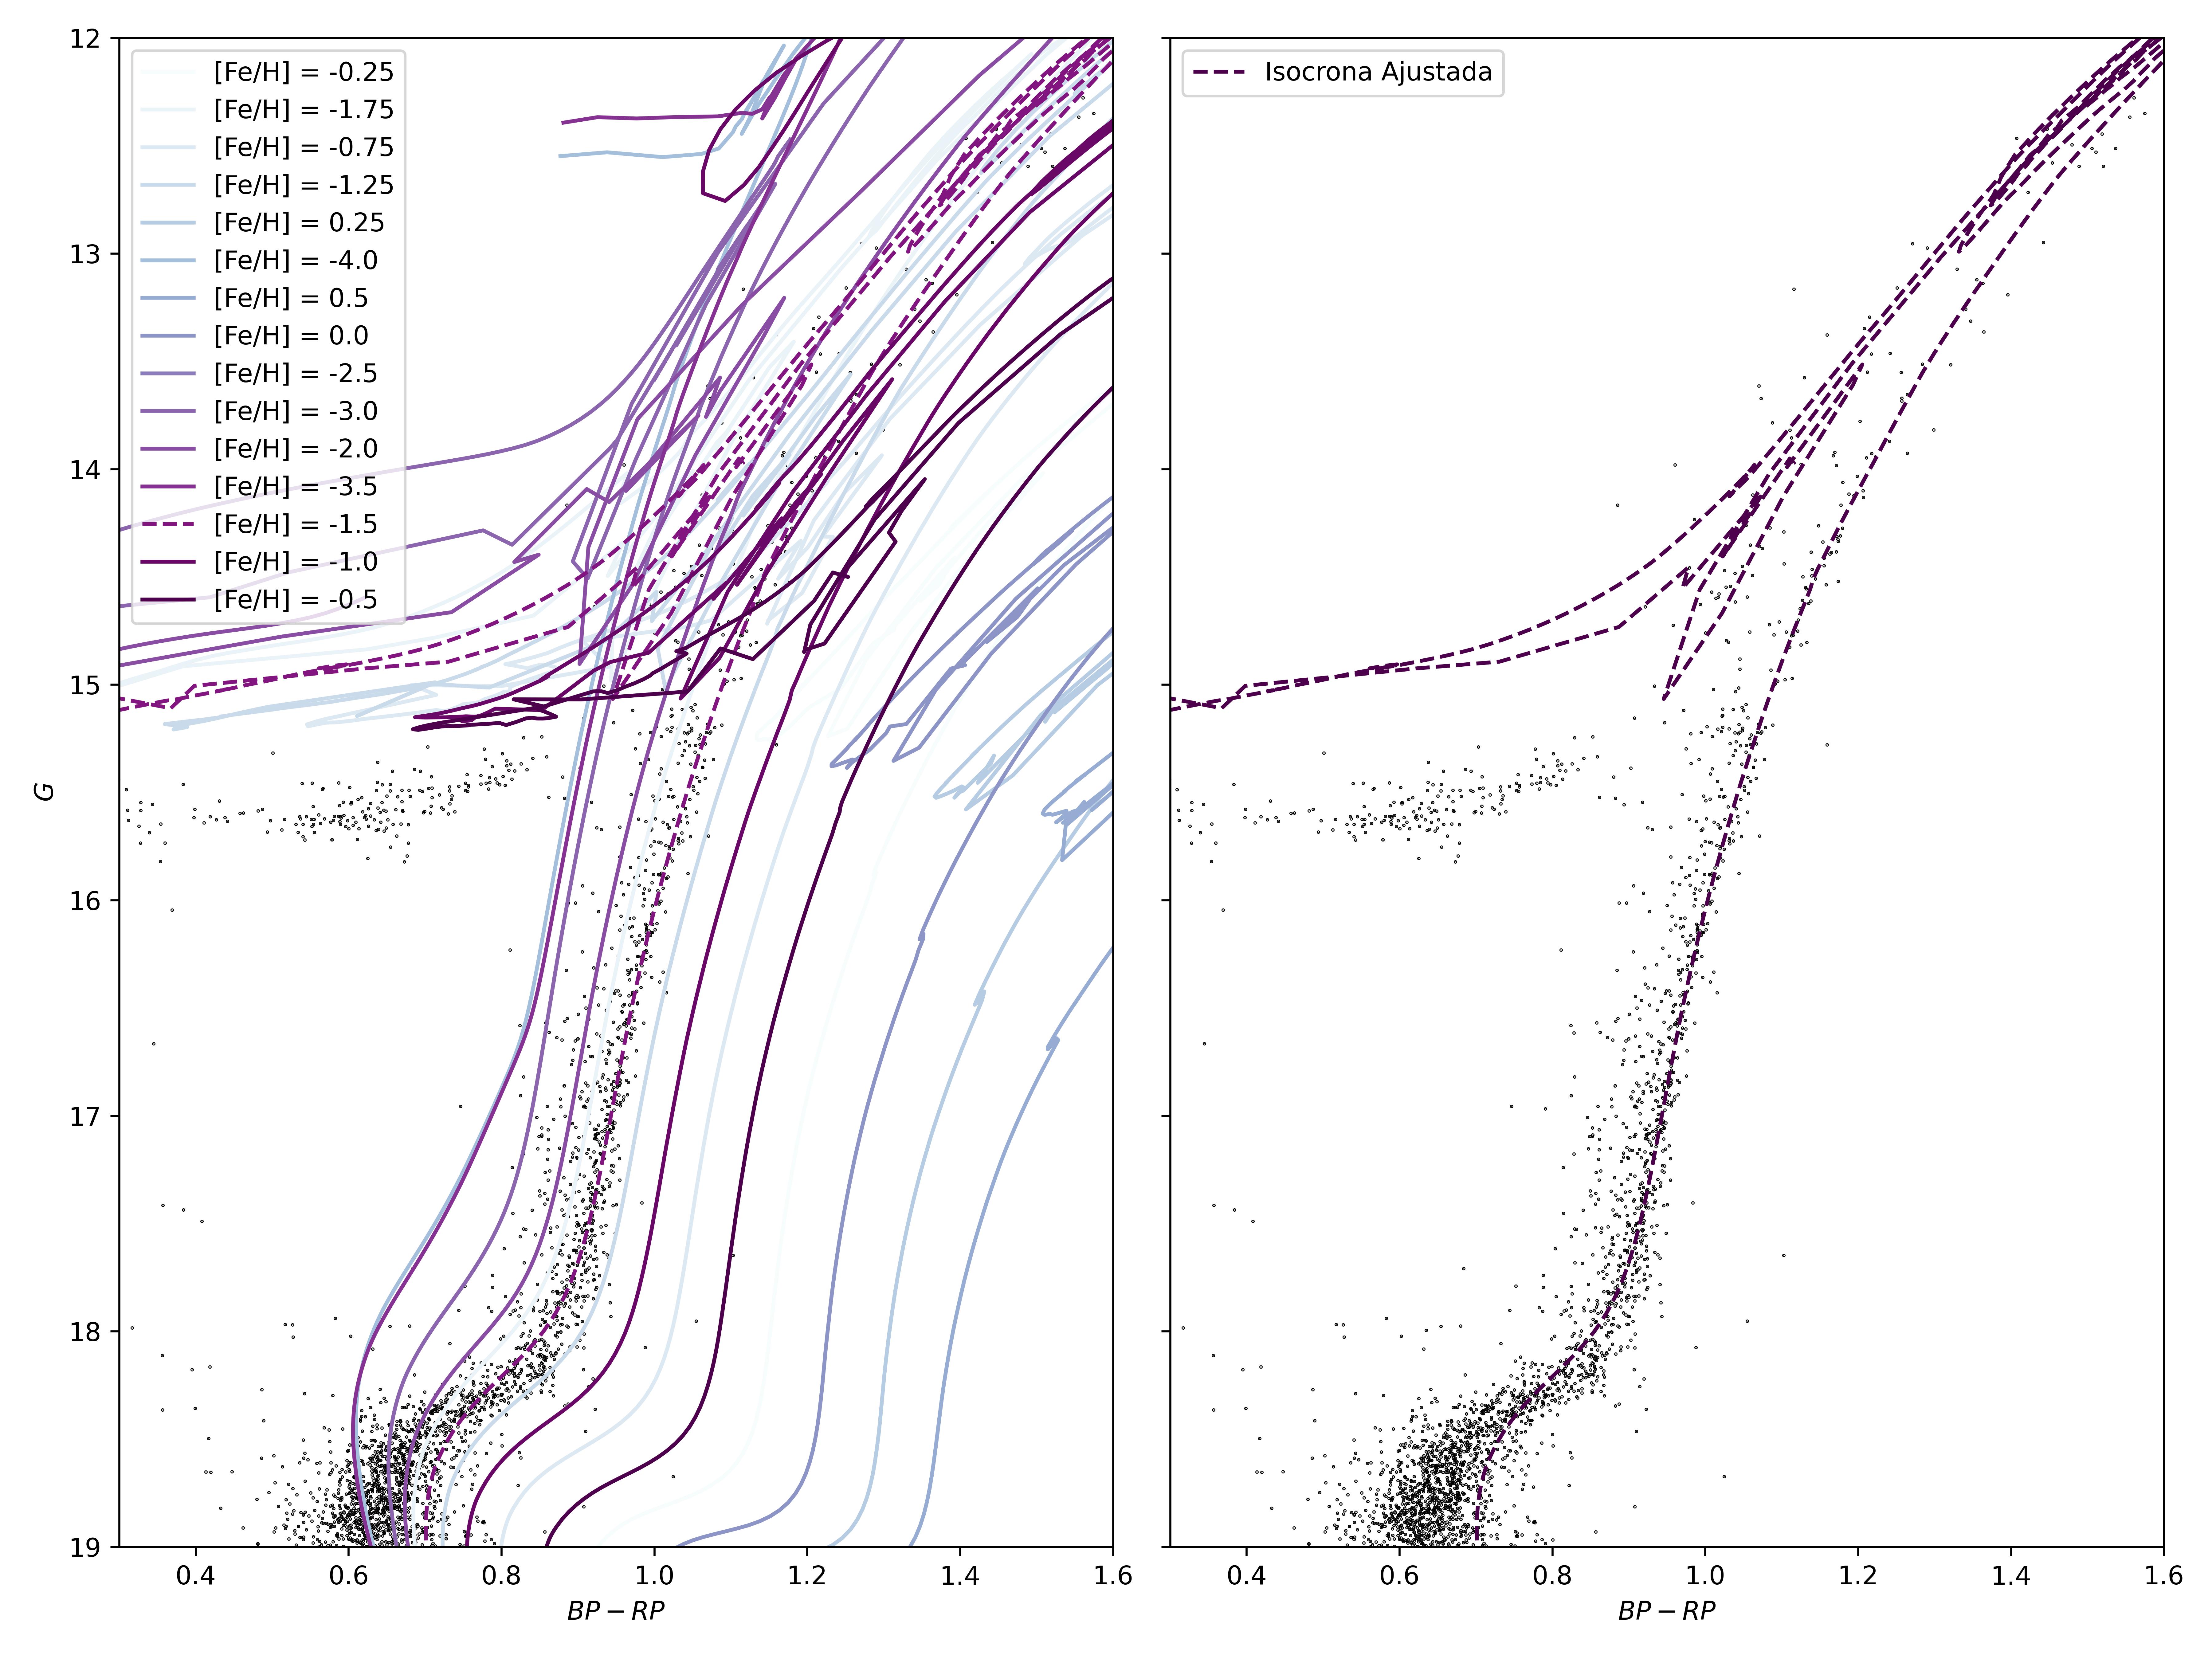 12
13
14
15
16
17
18
19
G
[Fe/H] = -0.25
[Fe/H] = -1.75
[Fe/H] = -0.75
[Fe/H] = -1.25
[Fe/H] = 0.25
[Fe/H] = -4.0
[Fe/H] = 0.5
[Fe/H] = 0.0
[Fe/H] = -2.5
[Fe/H] = -3.0
[Fe/H] = -2.0
[Fe/H] = -3.5
[Fe/H] = -1.5
[Fe/H] = -1.0
[Fe/H] = -0.5
0.4 0.6 0.8 1.0 1.2 1.4 1.6
BP − RP
Isocrona Ajustada
0.4 0.6 0.8 1.0 1.2 1.4 1.6
BP − RP